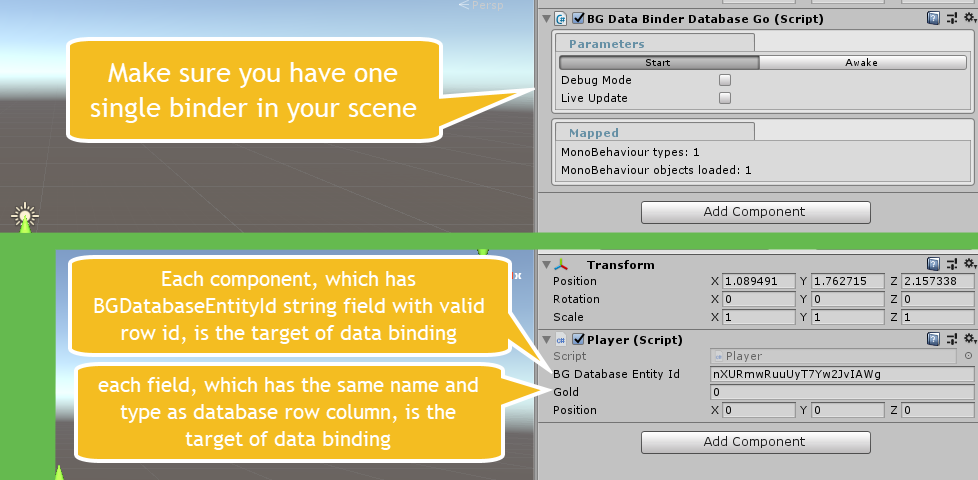 Persp
BG Data Binder Database Go (Script)
Parameters
Start Awake
Debug Mode
Live Update
Mapped
MonoBehaviour types: 1
MonoBehaviour objects loaded: 1
Add Component
Make sure you have one
single binder in your scene
Each component, which has
BGDatabaseEntityId string field with valid
row id, is the target of data binding
each field, which has the same name and
type as database row column, is the
target of data binding
x
Transform
Position X 1.089491 Y 1.762715 Z 2.157338
Rotation X 0 Y 0 Z 0
Scale X 1 Y 1 Z 1
Player (Script)
Script Player
BG Database Entity Id nXURmwRuuUyT7Yw2JvIAWg
Gold 0
Position X 0 Y 0 Z 0
Add Component